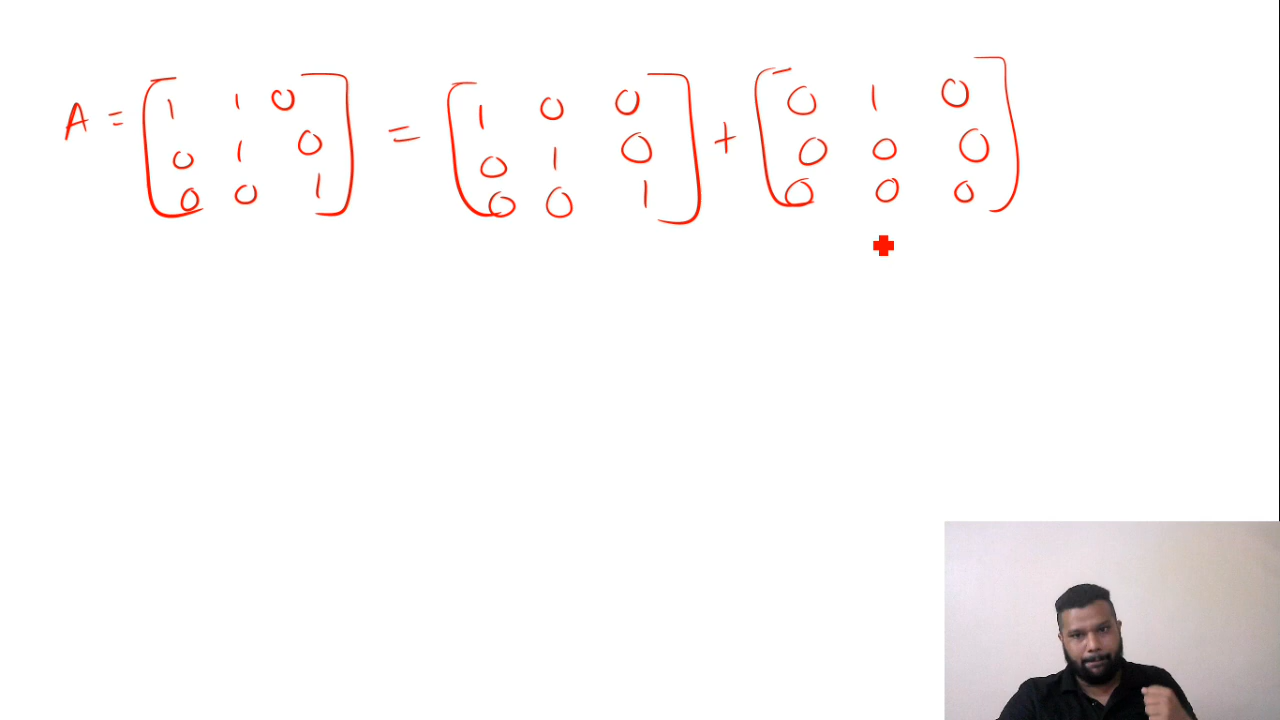 A = [ 1 1 0 ] = [ 1 0 0 ] + [ 0 1 0 ]
[ 0 1 0 ] [ 0 1 0 ] [ 0 0 0 ]
[ 0 0 1 ] [ 0 0 1 ] [ 0 0 0 ]